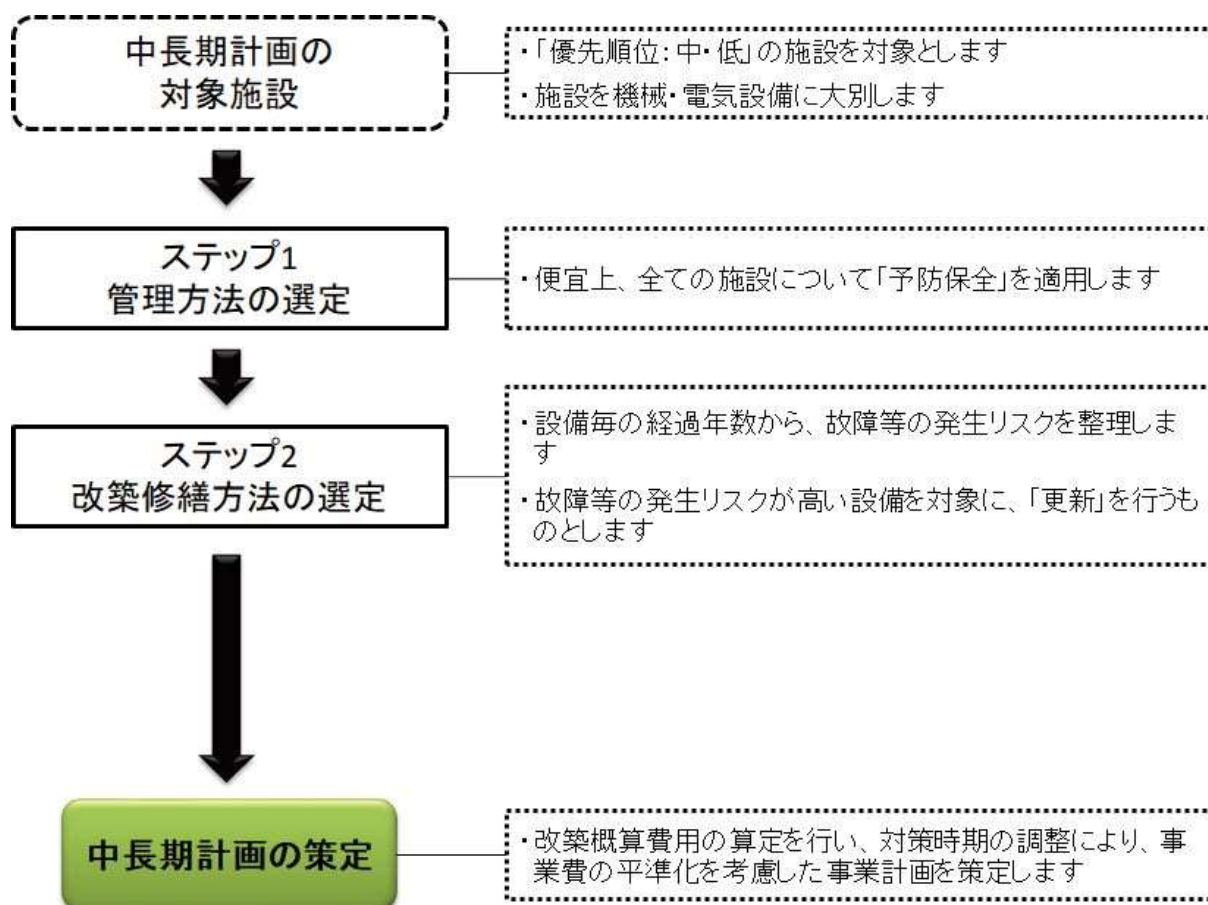 中長期計画の
対象施設
・「優先順位:中・低」の施設を対象とします
・施設を機械・電気設備に大別します
ステップ1
管理方法の選定
・便宜上、全ての施設について「予防保全」を適用します
ステップ2
改築修繕方法の選定
・設備毎の経過年数から、故障等の発生リスクを整理しま
す
・故障等の発生リスクが高い設備を対象に、「更新」を行うも
のとします
中長期計画の策定
・改築概算費用の算定を行い、対策時期の調整により、事
業費の平準化を考慮した事業計画を策定します